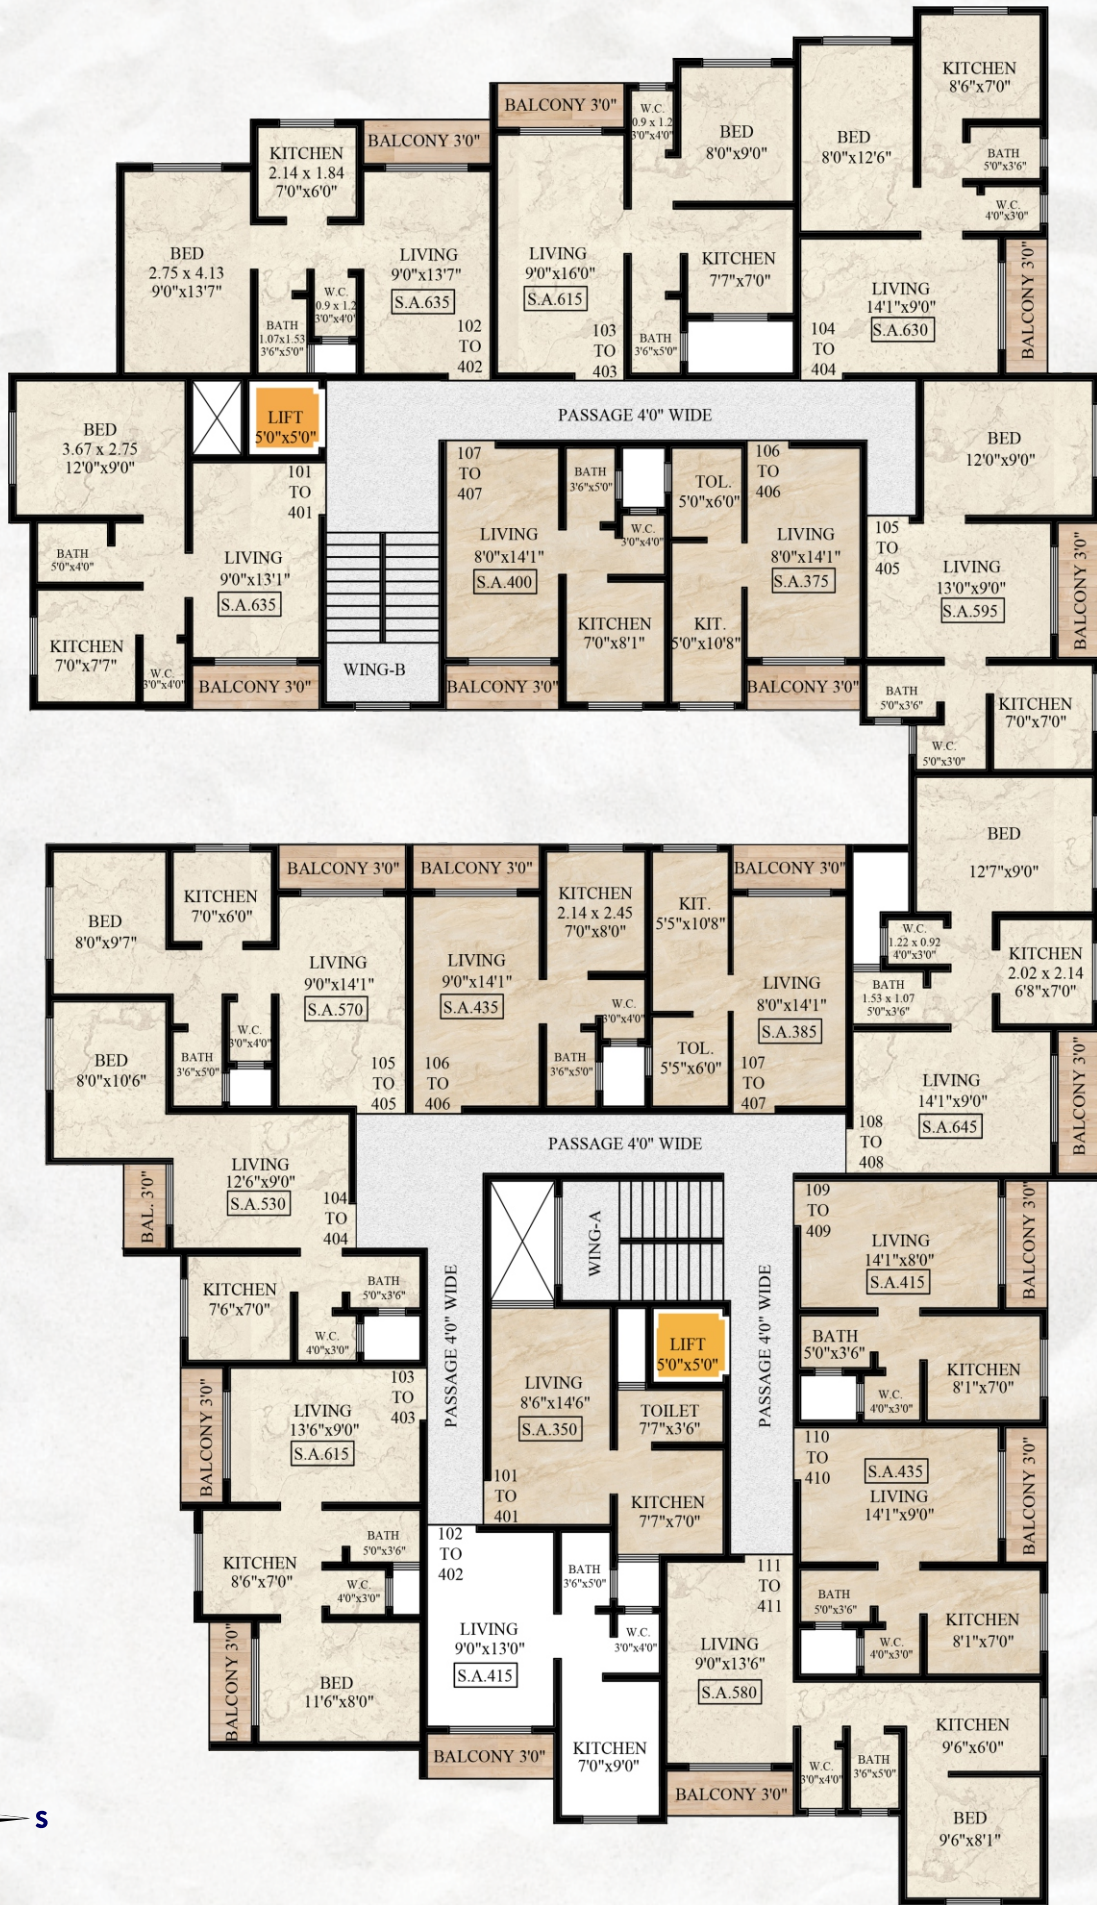 KITCHEN
8'6"x7'0"
BED
8'0"x12'6"
BATH
5'0"x3'6"
W.C.
4'0"x3'0"
LIVING
14'1"x9'0"
S.A.630
104
TO
404
BALCONY 3'0"
W.C.
0.9 x 1.2
3'0"x4'0"
BED
8'0"x9'0"
BALCONY 3'0"
LIVING
9'0"x16'0"
S.A.615
KITCHEN
7'7"x7'0"
BATH
3'6"x5'0"
103
TO
403
BALCONY 3'0"
KITCHEN
2.14 x 1.84
7'0"x6'0"
BED
2.75 x 4.13
9'0"x13'7"
LIVING
9'0"x13'7"
S.A.635
W.C.
0.9 x 1.2
3'0"x4'0"
BATH
1.07x1.53
3'6"x5'0"
102
TO
402
BED
3.67 x 2.75
12'0"x9'0"
LIFT
5'0"x5'0"
101
TO
401
LIVING
9'0"x13'1"
S.A.635
BATH
5'0"x4'0"
KITCHEN
7'0"x7'7"
W.C.
3'0"x4'0"
BALCONY 3'0"
WING-B
PASSAGE 4'0" WIDE
107
TO
407
LIVING
8'0"x14'1"
S.A.400
BATH
3'6"x5'0"
W.C.
3'0"x4'0"
KITCHEN
7'0"x8'1"
BALCONY 3'0"
TOL.
5'0"x6'0"
KIT.
5'0"x10'8"
106
TO
406
LIVING
8'0"x14'1"
S.A.375
BALCONY 3'0"
BED
12'0"x9'0"
105
TO
405
LIVING
13'0"x9'0"
S.A.595
BALCONY 3'0"
BATH
5'0"x3'6"
KITCHEN
7'0"x7'0"
W.C.
5'0"x3'0"
BED
12'7"x9'0"
W.C.
1.22 x 0.92
4'0"x3'0"
KITCHEN
2.02 x 2.14
6'8"x7'0"
BATH
1.53 x 1.07
5'0"x3'6"
LIVING
14'1"x9'0"
S.A.645
108
TO
408
BALCONY 3'0"
BED
8'0"x9'7"
KITCHEN
7'0"x6'0"
BALCONY 3'0"
LIVING
9'0"x14'1"
S.A.570
W.C.
3'0"x4'0"
BATH
3'6"x5'0"
105
TO
405
BALCONY 3'0"
LIVING
9'0"x14'1"
S.A.435
KITCHEN
2.14 x 2.45
7'0"x8'0"
W.C.
3'0"x4'0"
BATH
3'6"x5'0"
106
TO
406
KIT.
5'5"x10'8"
TOL.
5'5"x6'0"
BALCONY 3'0"
LIVING
8'0"x14'1"
S.A.385
107
TO
407
BED
8'0"x10'6"
LIVING
12'6"x9'0"
S.A.530
BAL. 3'0"
104
TO
404
KITCHEN
7'6"x7'0"
BATH
5'0"x3'6"
W.C.
4'0"x3'0"
PASSAGE 4'0" WIDE
WING-A
PASSAGE 4'0" WIDE
PASSAGE 4'0" WIDE
LIFT
5'0"x5'0"
LIVING
8'6"x14'6"
S.A.350
TOILET
7'7"x3'6"
KITCHEN
7'7"x7'0"
101
TO
401
109
TO
409
LIVING
14'1"x8'0"
S.A.415
BALCONY 3'0"
BATH
5'0"x3'6"
W.C.
4'0"x3'0"
KITCHEN
8'1"x7'0"
103
TO
403
LIVING
13'6"x9'0"
S.A.615
BALCONY 3'0"
KITCHEN
8'6"x7'0"
BATH
5'0"x3'6"
W.C.
4'0"x3'0"
BED
11'6"x8'0"
BALCONY 3'0"
110
TO
410
S.A.435
LIVING
14'1"x9'0"
BALCONY 3'0"
BATH
5'0"x3'6"
W.C.
4'0"x3'0"
KITCHEN
8'1"x7'0"
102
TO
402
LIVING
9'0"x13'0"
S.A.415
BATH
3'6"x5'0"
W.C.
3'0"x4'0"
KITCHEN
7'0"x9'0"
BALCONY 3'0"
111
TO
411
LIVING
9'0"x13'6"
S.A.580
BALCONY 3'0"
W.C.
3'0"x4'0"
BATH
3'6"x5'0"
KITCHEN
9'6"x6'0"
BED
9'6"x8'1"
S